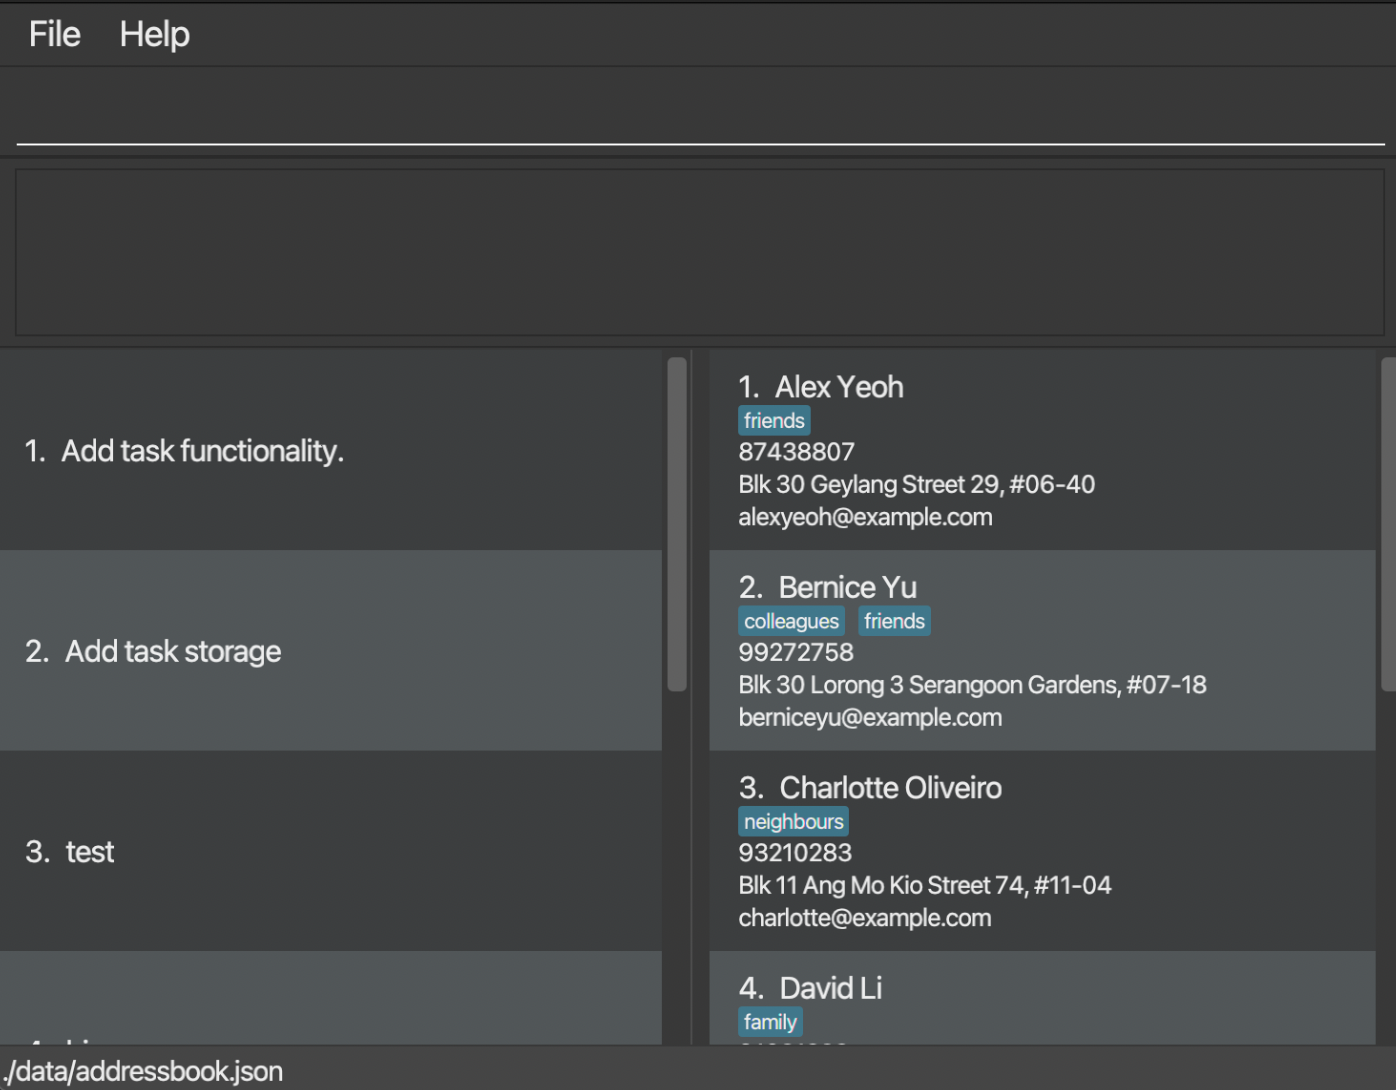 File Help
1. Add task functionality.
2. Add task storage
3. test
1. Alex Yeoh
friends
87438807
Blk 30 Geylang Street 29, #06-40
alexyeoh@example.com
2. Bernice Yu
colleagues friends
99272758
Blk 30 Lorong 3 Serangoon Gardens, #07-18
berniceyu@example.com
3. Charlotte Oliveiro
neighbours
93210283
Blk 11 Ang Mo Kio Street 74, #11-04
charlotte@example.com
4. David Li
family
./data/addressbook.json